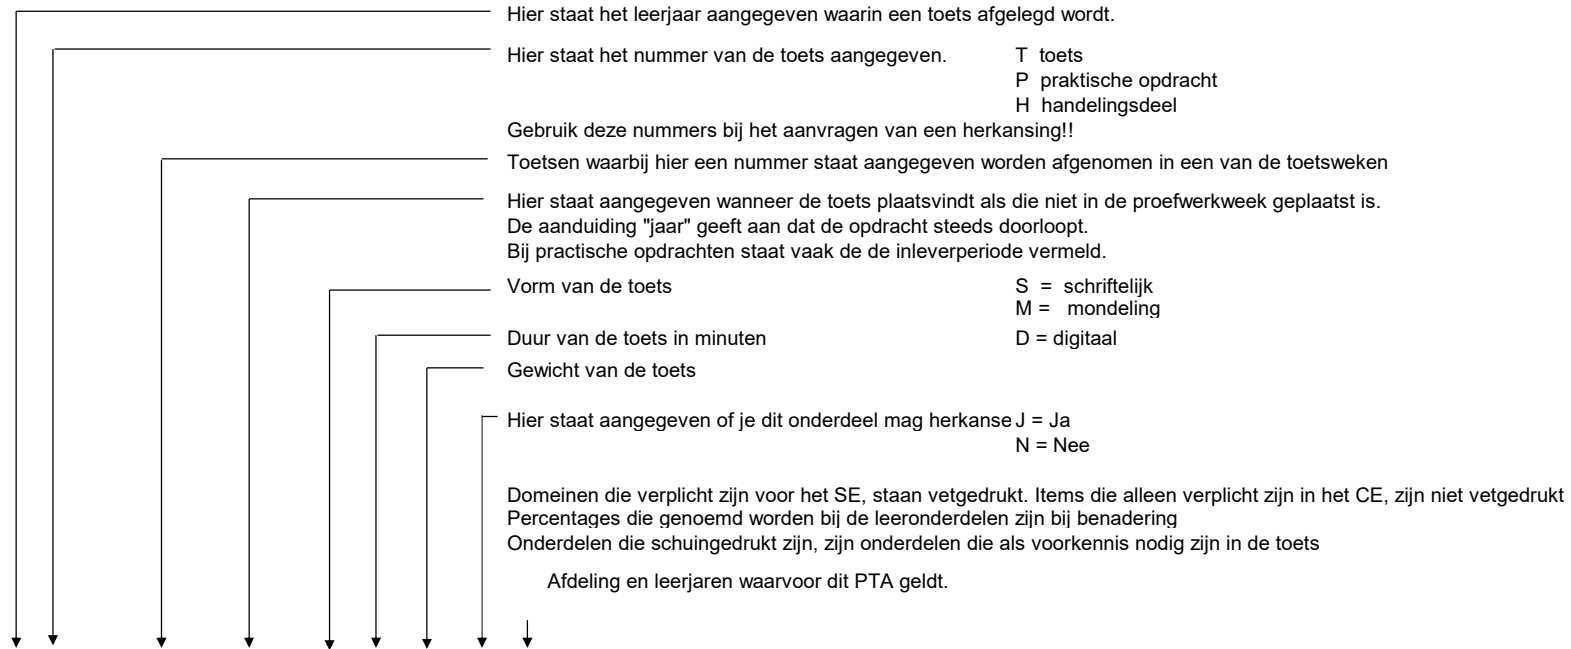 Hier staat het leerjaar aangegeven waarin een toets afgelegd wordt.
Hier staat het nummer van de toets aangegeven. T toets
P praktische opdracht
H handelingsdeel
Gebruik deze nummers bij het aanvragen van een herkansing!!
Toetsen waarbij hier een nummer staat aangegeven worden afgenomen in een van de toetsweken
Hier staat aangegeven wanneer de toets plaatsvindt als die niet in de proefwerkweek geplaatst is.
De aanduiding "jaar" geeft aan dat de opdracht steeds doorloopt.
Bij practische opdrachten staat vaak de de inleverperiode vermeld.
Vorm van de toets S = schriftelijk
M = mondeling
Duur van de toets in minuten D = digitaal
Gewicht van de toets
Hier staat aangegeven of je dit onderdeel mag herkanse J = Ja
N = Nee
Domeinen die verplicht zijn voor het SE, staan vetgedrukt. Items die alleen verplicht zijn in het CE, zijn niet vetgedrukt
Percentages die genoemd worden bij de leeronderdelen zijn bij benadering
Onderdelen die schuingedrukt zijn, zijn onderdelen die als voorkennis nodig zijn in de toets
Afdeling en leerjaren waarvoor dit PTA geldt.